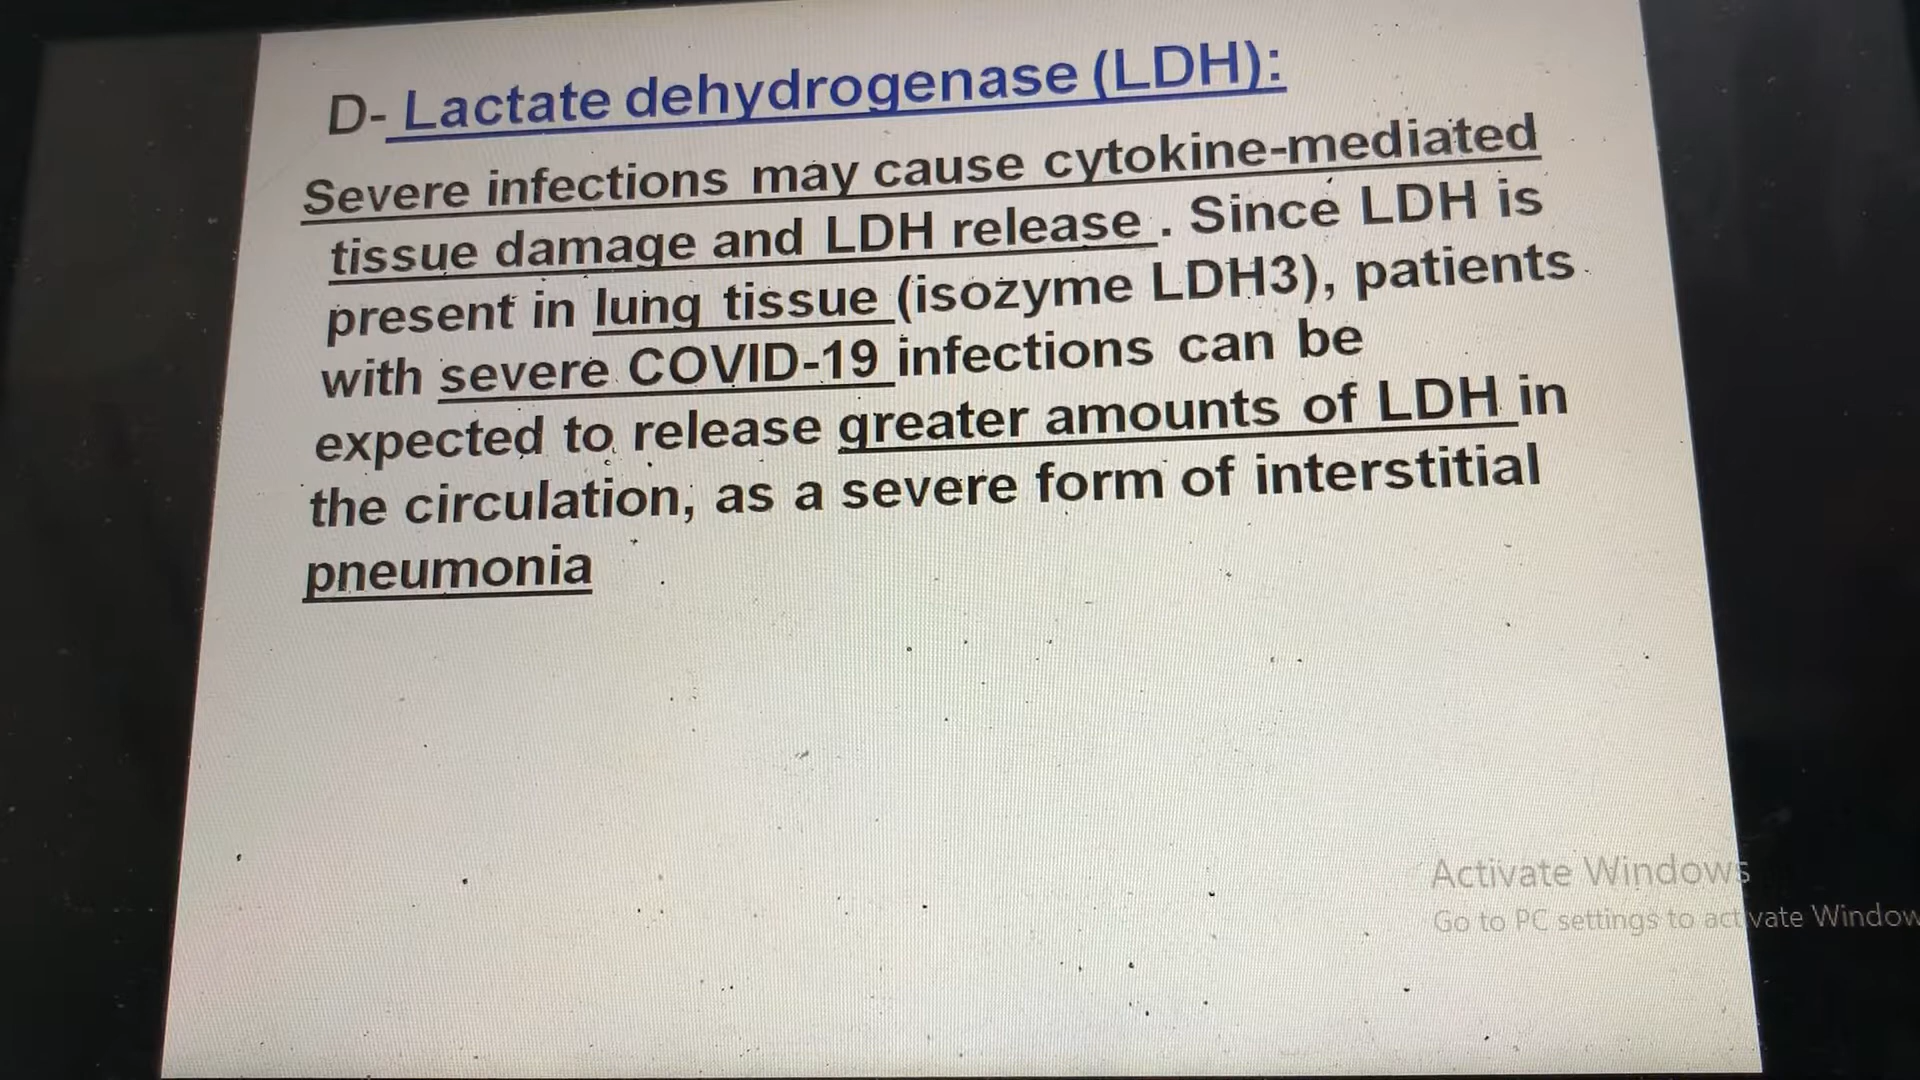 D- Lactate dehydrogenase (LDH):
Severe infections may cause cytokine-mediated
tissue damage and LDH release . Since LDH is
present in lung tissue (isozyme LDH3), patients
with severe COVID-19 infections can be
expected to release greater amounts of LDH in
the circulation, as a severe form of interstitial
pneumonia
Activate Windows
Go to PC settings to activate Window